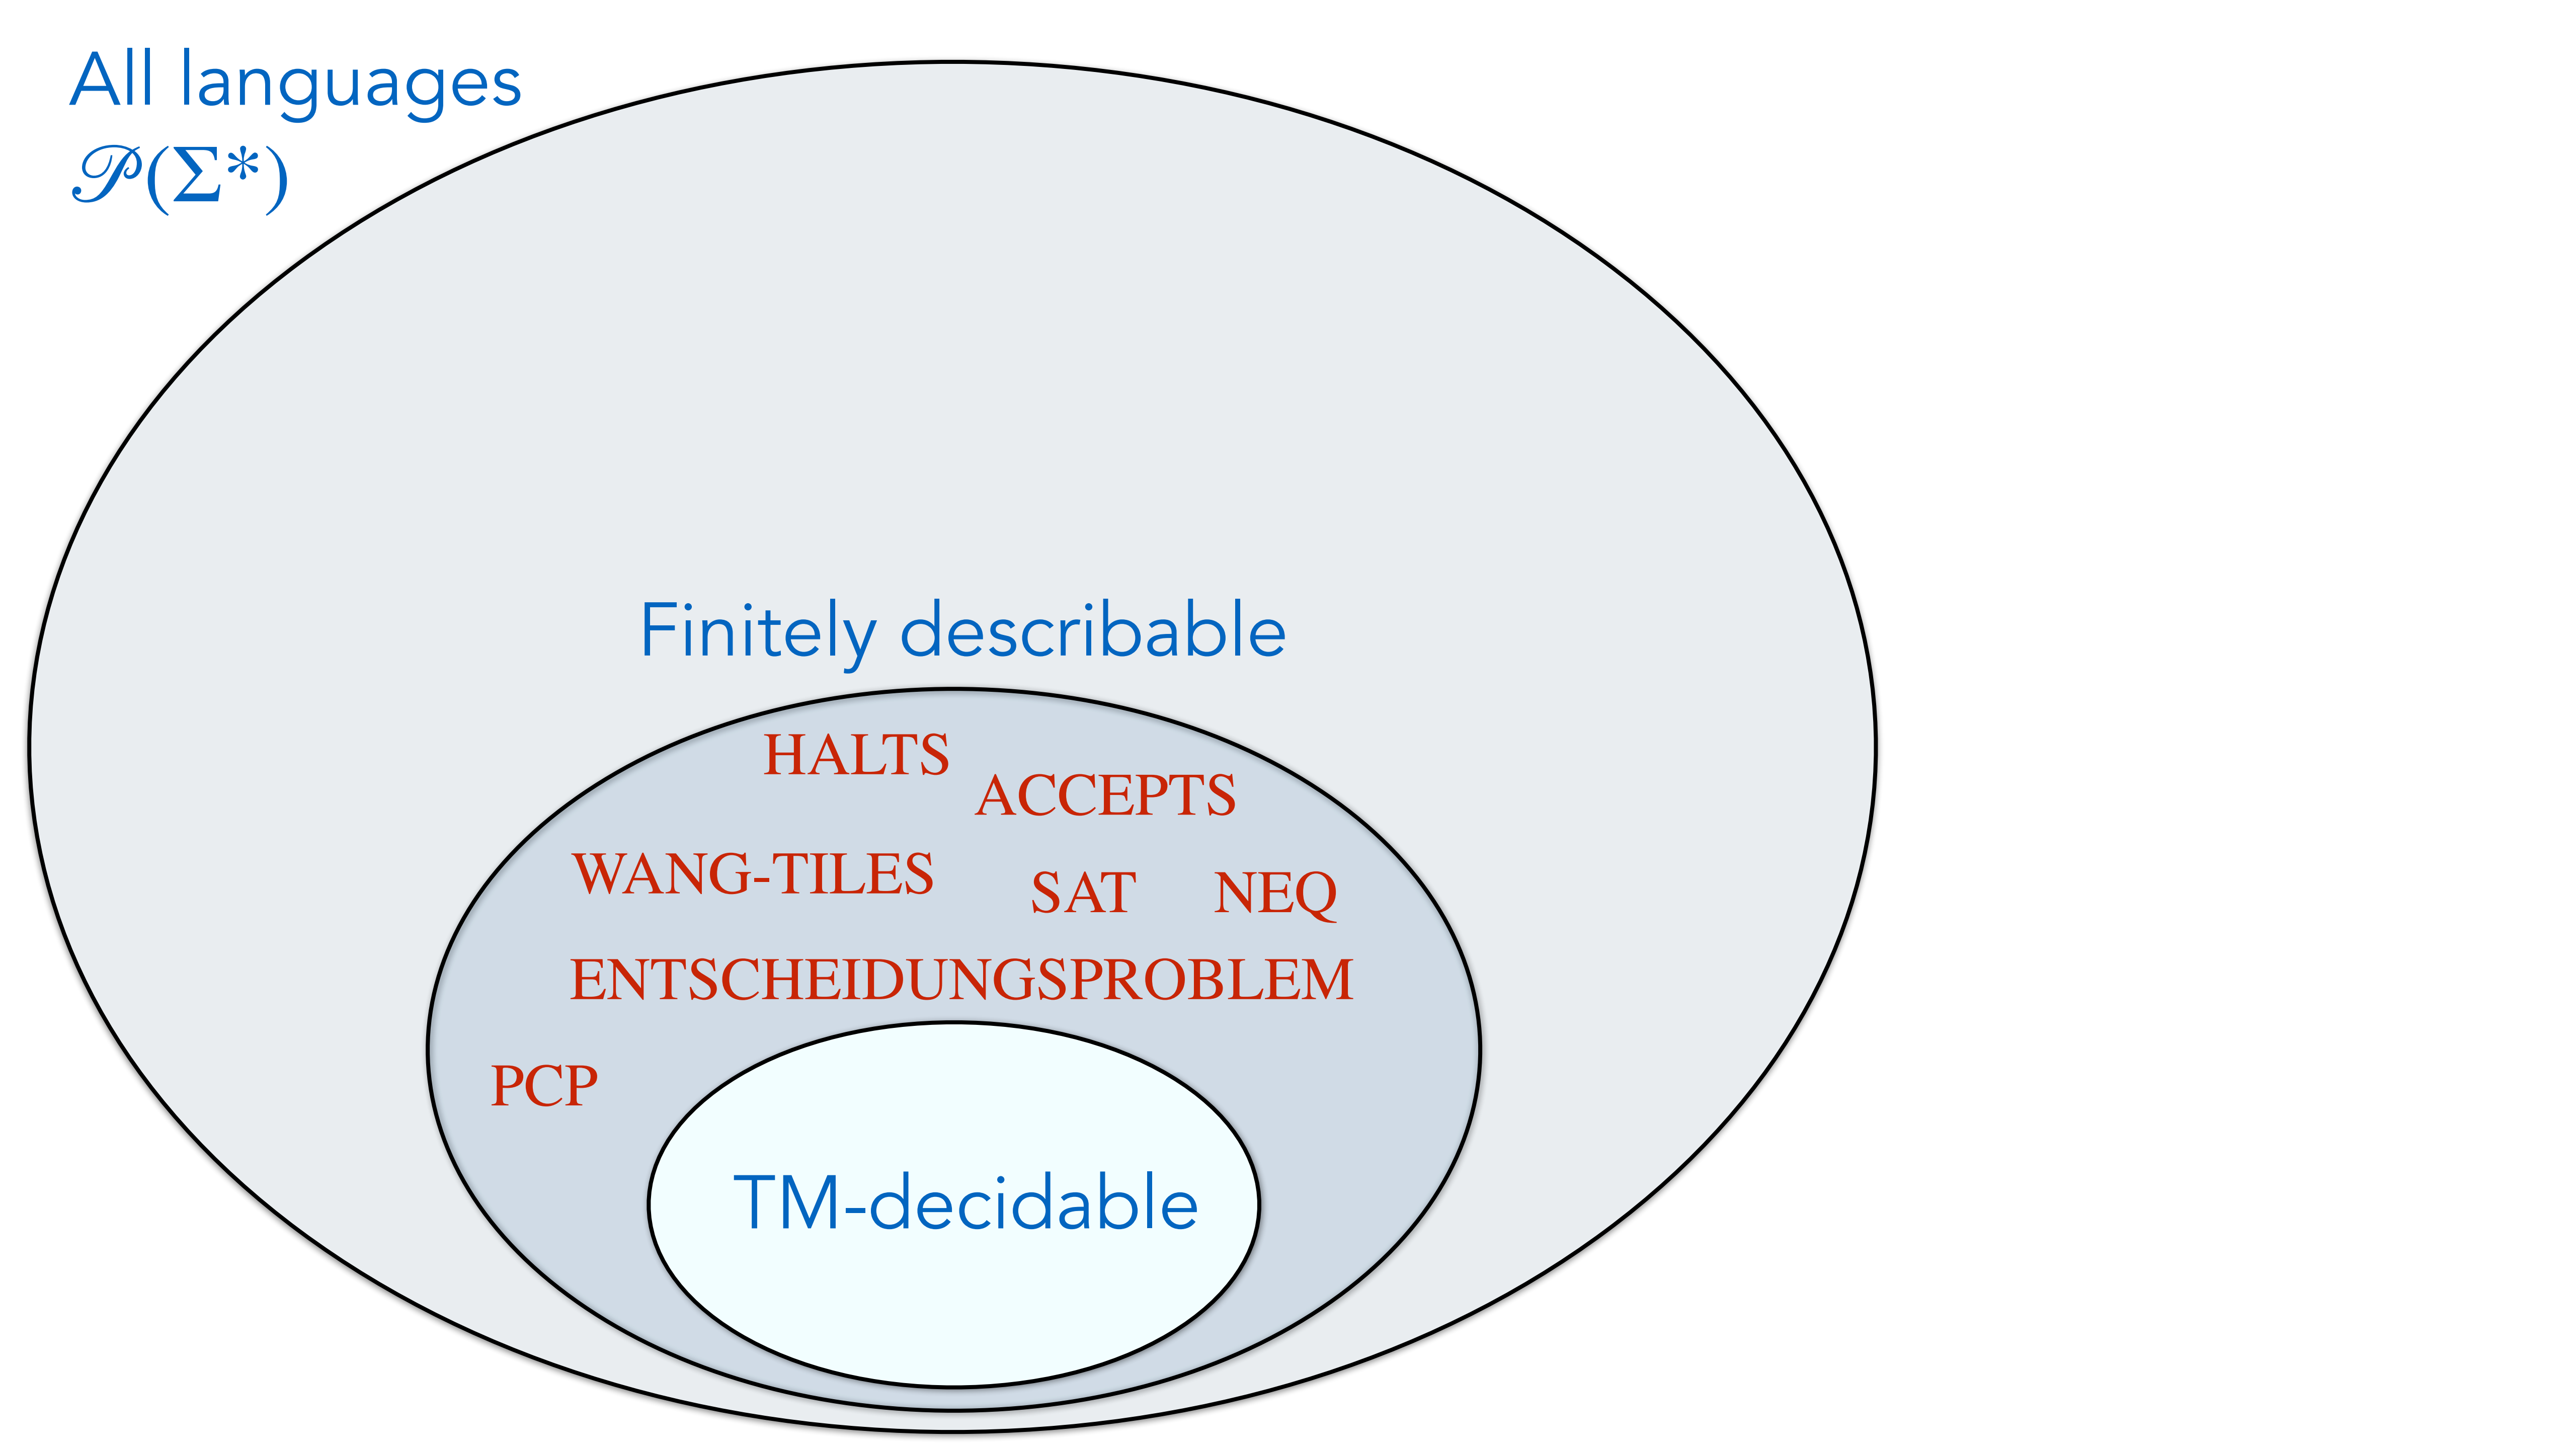 All languages
𝒫(Σ*)
Finitely describable
HALTS
ACCEPTS
WANG-TILES
SAT NEQ
ENTSCHEIDUNGSPROBLEM
PCP
TM-decidable